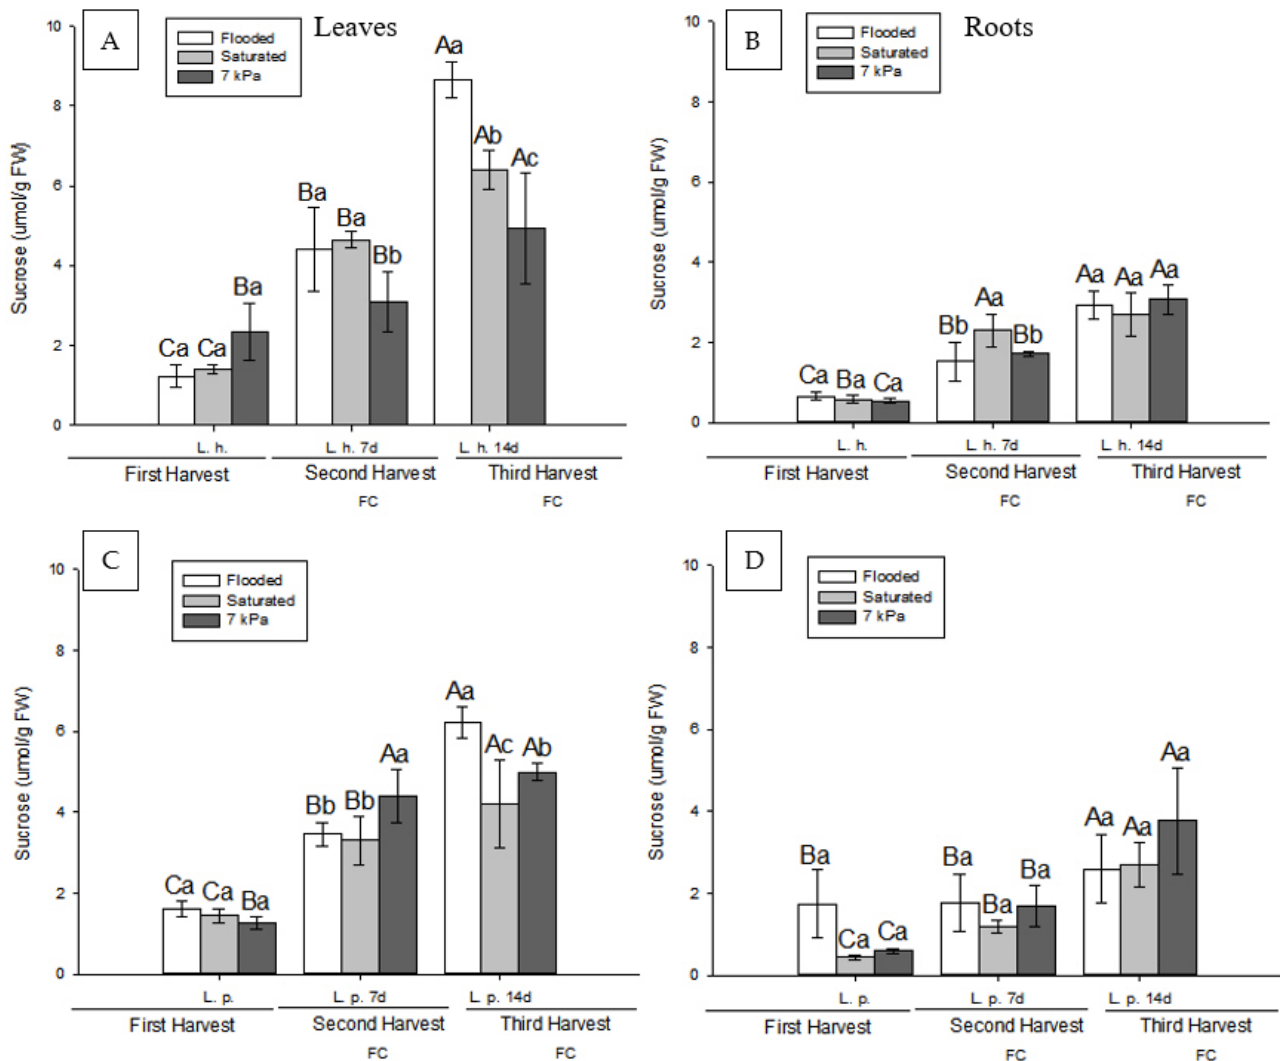 A
Flooded
Saturated
7 kPa
Leaves
10
8
6
4
2
0
Sucrose (umol/g FW)
Ca
Ca
Ba
Ba
Ba
Bb
Aa
Ab
Ac
L. h.
L. h. 7d
L. h. 14d
First Harvest
Second Harvest
Third Harvest
FC
FC
B
Flooded
Saturated
7 kPa
Roots
10
8
6
4
2
0
Sucrose (umol/g FW)
Ca
Ba
Ca
Bb
Aa
Bb
Aa
Aa
Aa
L. h.
L. h. 7d
L. h. 14d
First Harvest
Second Harvest
Third Harvest
FC
FC
C
Flooded
Saturated
7 kPa
10
8
6
4
2
0
Sucrose (umol/g FW)
Ca
Ca
Ba
Bb
Bb
Aa
Aa
Ac
Ab
L. p.
L. p. 7d
L. p. 14d
First Harvest
Second Harvest
Third Harvest
FC
FC
D
Flooded
Saturated
7 kPa
10
8
6
4
2
0
Sucrose (umol/g FW)
Ba
Ca
Ca
Ba
Ba
Ba
Aa
Aa
Aa
L. p.
L. p. 7d
L. p. 14d
First Harvest
Second Harvest
Third Harvest
FC
FC